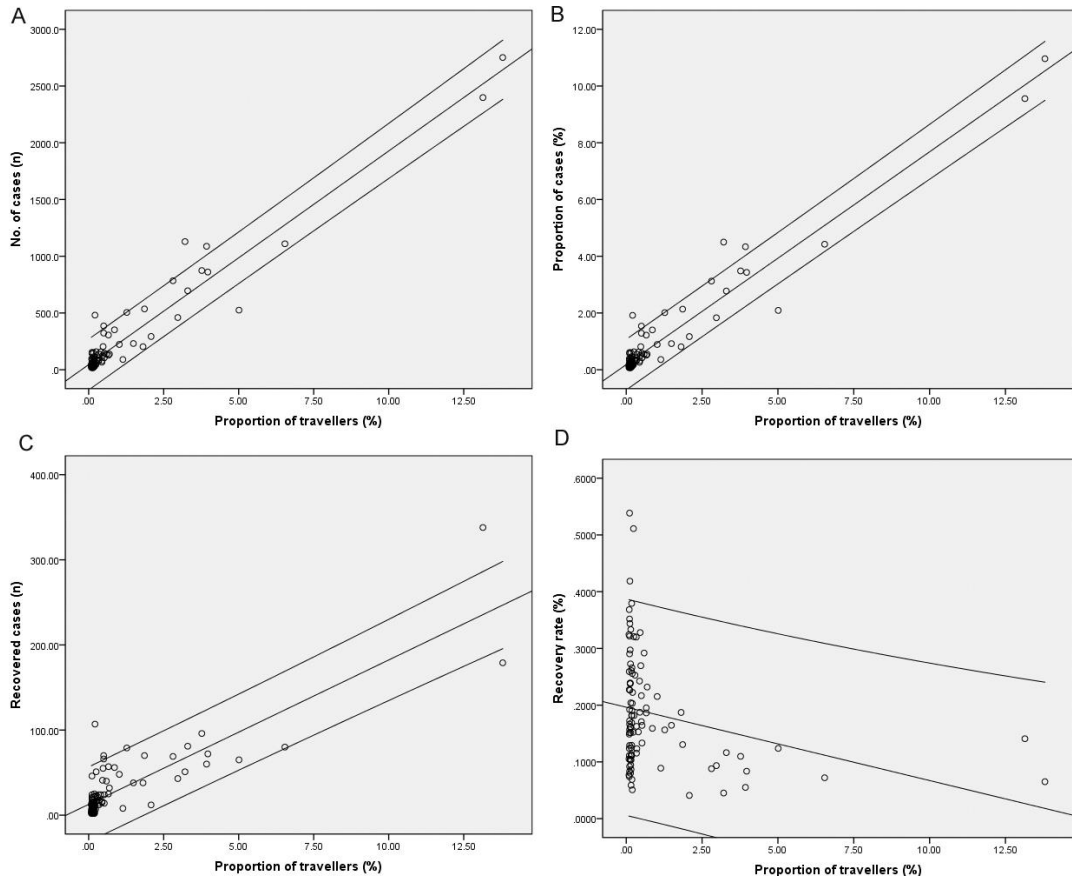 A
3000.0
2500.0
2000.0
1500.0
1000.0
500.0
.0
No. of cases (n)
.00 2.50 5.00 7.50 10.00 12.50
Proportion of travellers (%)
B
12.00
10.00
8.00
6.00
4.00
2.00
.00
Proportion of cases (%)
.00 2.50 5.00 7.50 10.00 12.50
Proportion of travellers (%)
C
400.00
300.00
200.00
100.00
.00
Recovered cases (n)
.00 2.50 5.00 7.50 10.00 12.50
Proportion of travellers (%)
D
.6000
.5000
.4000
.3000
.2000
.1000
.0000
Recovery rate (%)
.00 2.50 5.00 7.50 10.00 12.50
Proportion of travellers (%)